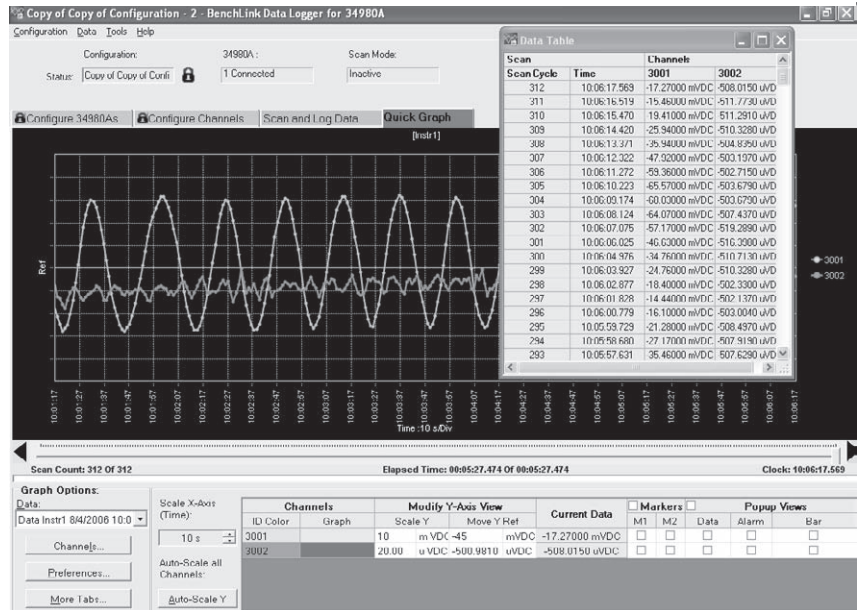 Copy of Copy of Configuration - 2 - BenchLink Data Logger for 34980A
Configuration Data Tools Help
Configuration: 34980A : Scan Mode:
Status: Copy of Copy of Confi 1 Connected Inactive
Configure 34980As Configure Channels Scan and Log Data Quick Graph
[Instr1]
Data Table
Scan Channels
Scan Cycle Time 3001 3002
312 10:06:17.569 -17.27000 mVDC -508.0150 uVD
311 10:06:16.519 -15.46000 mVDC -511.7730 uVD
310 10:06:15.470 19.41000 mVDC 511.2910 uVD
309 10:06:14.420 -25.94000 mVDC -510.3280 uVD
308 10:06:13.371 -35.94000 mVDC -504.8350 uVD
307 10:06:12.322 -47.92000 mVDC -503.1970 uVD
306 10:06:11.272 -59.36000 mVDC -502.7150 uVD
305 10:06:10.223 -65.57000 mVDC -503.6790 uVD
304 10:06:09.174 -60.03000 mVDC -503.6790 uVD
303 10:06:08.124 -64.07000 mVDC -507.4370 uVD
302 10:06:07.075 -57.17000 mVDC -519.2890 uVD
301 10:06:06.025 -46.63000 mVDC -516.3900 uVD
300 10:06:04.976 -34.76000 mVDC -510.7130 uVD
299 10:06:03.927 -24.76000 mVDC -510.3280 uVD
298 10:06:02.877 -18.40000 mVDC -502.3300 uVD
297 10:06:01.828 -14.44000 mVDC -502.1370 uVD
296 10:06:00.779 -16.10000 mVDC -503.0040 uVD
295 10:05:59.729 -21.28000 mVDC -508.4970 uVD
294 10:05:58.680 -27.17000 mVDC -507.9190 uVD
293 10:05:57.631 35.46000 mVDC 507.6290 uVD
Ref
3001
3002
10:01:17 10:01:27 10:01:37 10:01:47 10:01:57 10:02:07 10:02:17 10:02:27 10:02:37 10:02:47 10:02:57 10:03:07 10:03:17 10:03:27 10:03:37 10:03:47 10:03:57 10:04:07 10:04:17 10:04:27 10:04:37 10:04:47 10:04:57 10:05:07 10:05:17 10:05:27 10:05:37 10:05:47 10:05:57 10:06:07 10:06:17
Time :10 s/Div
Scan Count: 312 Of 312 Elapsed Time: 00:05:27.474 Of 00:05:27.474 Clock: 10:06:17.569
Graph Options:
Data:
Data Instr1 8/4/2006 10:0
Channels...
Preferences...
More Tabs...
Scale X-Axis
(Time):
10 s
Auto-Scale all
Channels:
Auto-Scale Y
Channels Modify Y-Axis View Current Data Markers Popup Views
ID Color Graph Scale Y Move Y Ref M1 M2 Data Alarm Bar
3001 10 m VDC -45 mVDC -17.27000 mVDC
3002 20.00 u VDC -500.9810 uVDC -508.0150 uVDC